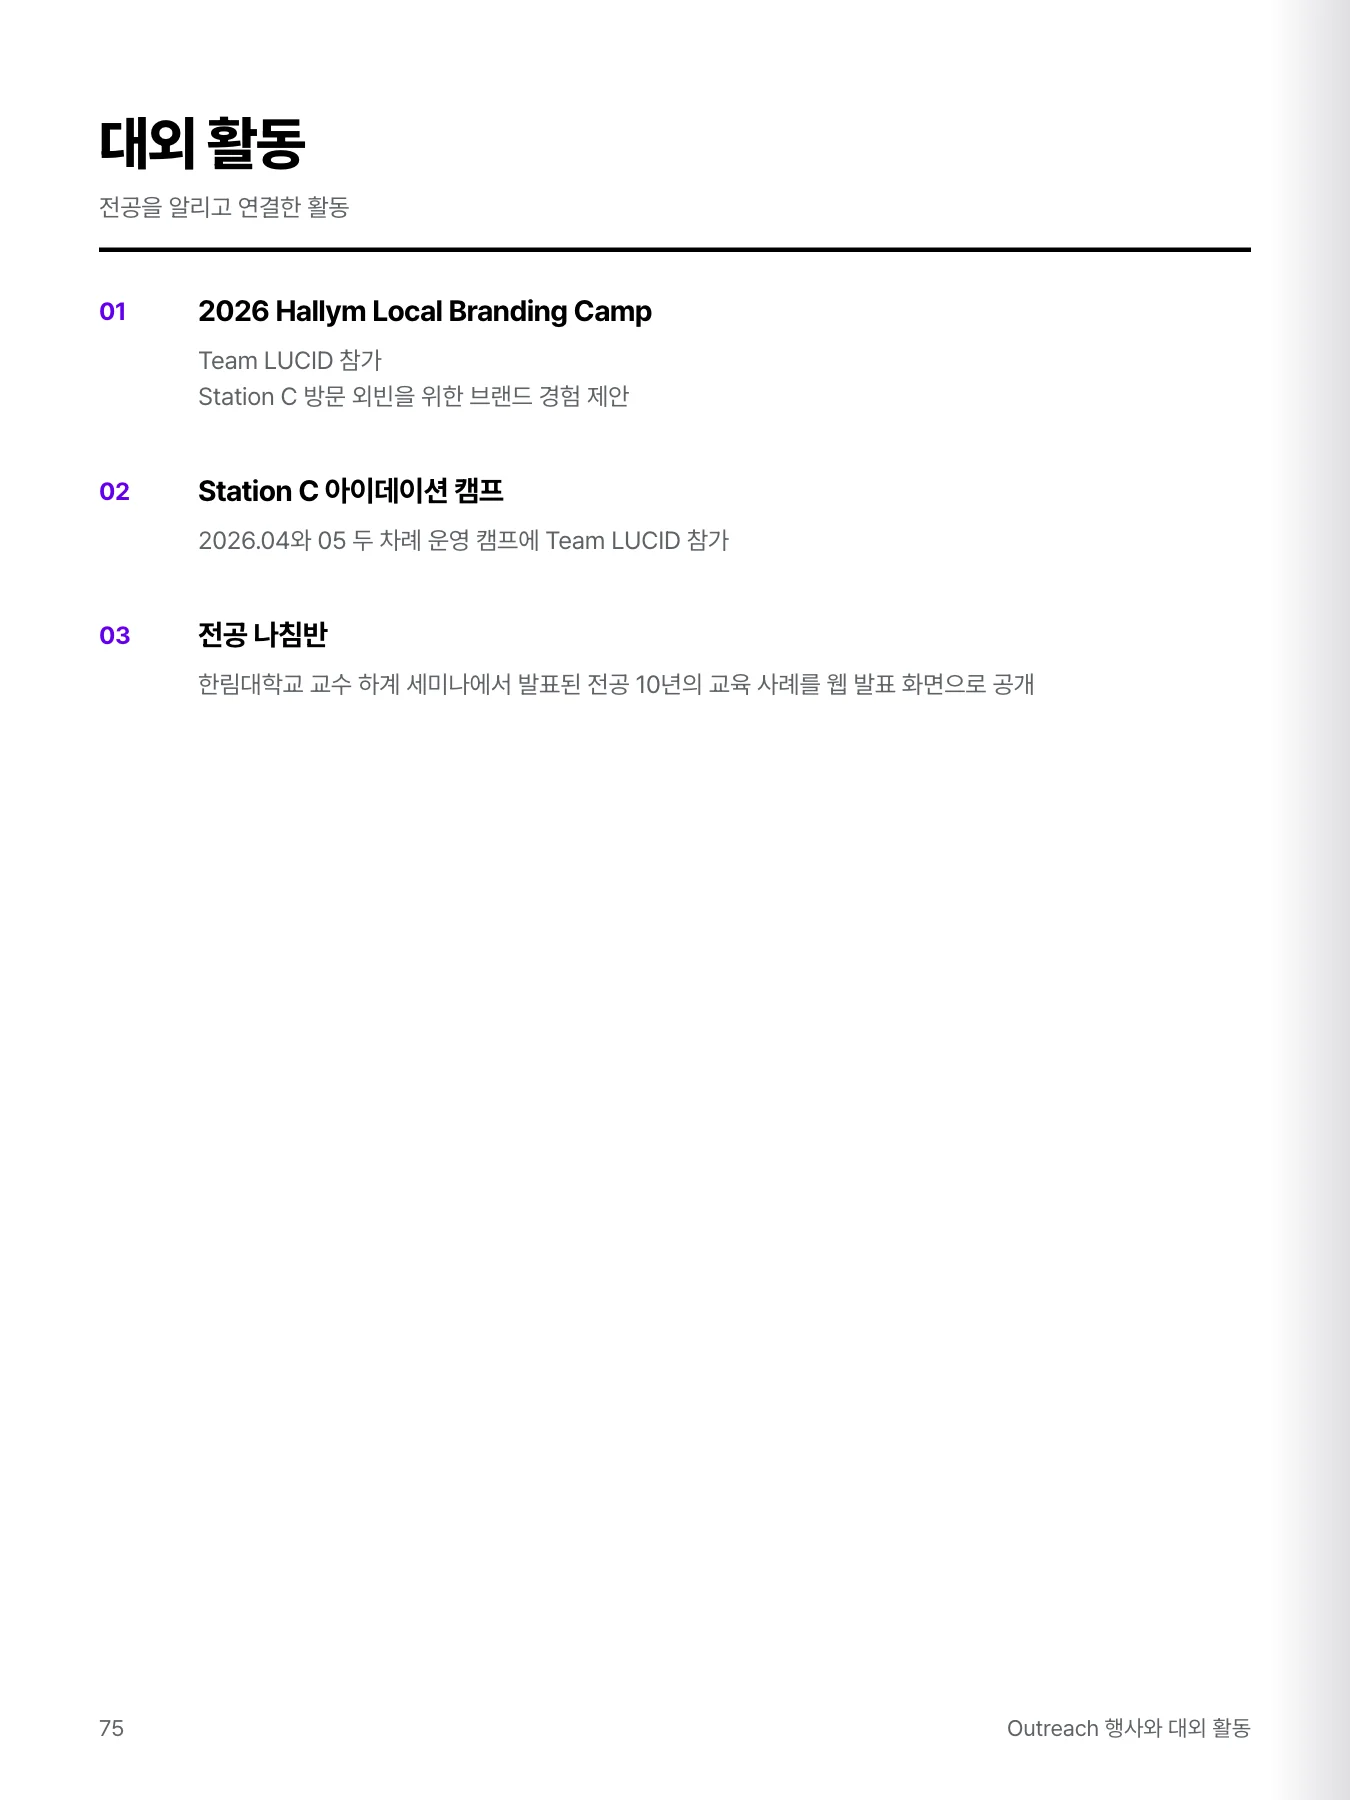 대외 활동
전공을 알리고 연결한 활동
01
2026 Hallym Local Branding Camp
Team LUCID 참가
Station C 방문 외빈을 위한 브랜드 경험 제안
02
Station C 아이데이션 캠프
2026.04와 05 두 차례 운영 캠프에 Team LUCID 참가
03
전공 나침반
한림대학교 교수 하계 세미나에서 발표된 전공 10년의 교육 사례를 웹 발표 화면으로 공개
75
Outreach 행사와 대외 활동